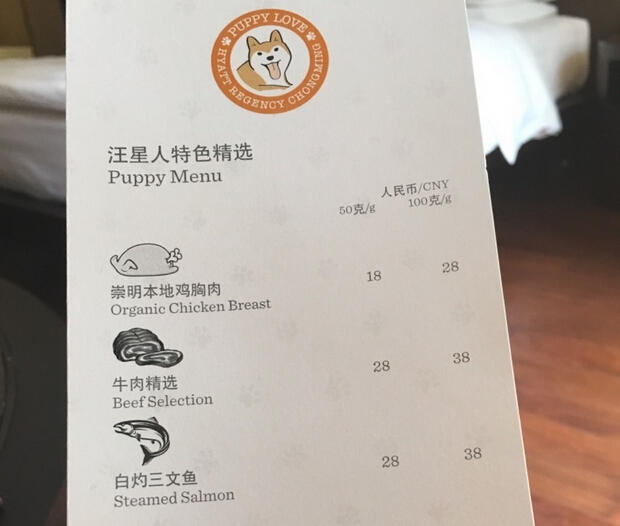 PUPPY LOVE
HYATT REGENCY CHONGMING
汪星人特色精选
Puppy Menu
人民币/CNY
50克/g 100克/g
崇明本地鸡胸肉 18 28
Organic Chicken Breast
牛肉精选 28 38
Beef Selection
白灼三文鱼 28 38
Steamed Salmon